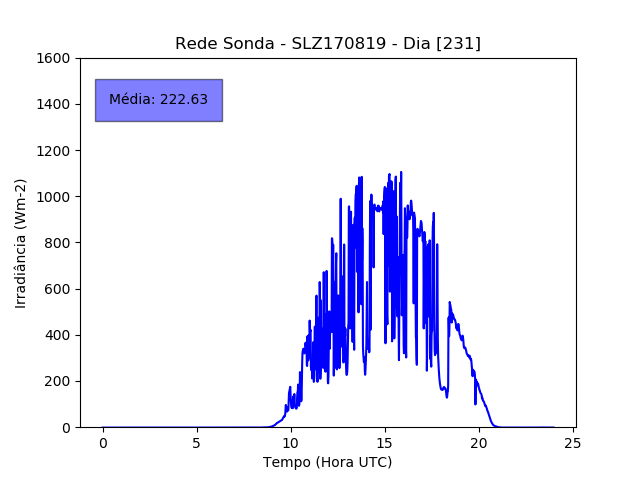 Rede Sonda - SLZ170819 - Dia [231]
1600
1400
1200
1000
800
600
400
200
0
Média: 222.63
Irradiância (Wm-2)
0 5 10 15 20 25
Tempo (Hora UTC)